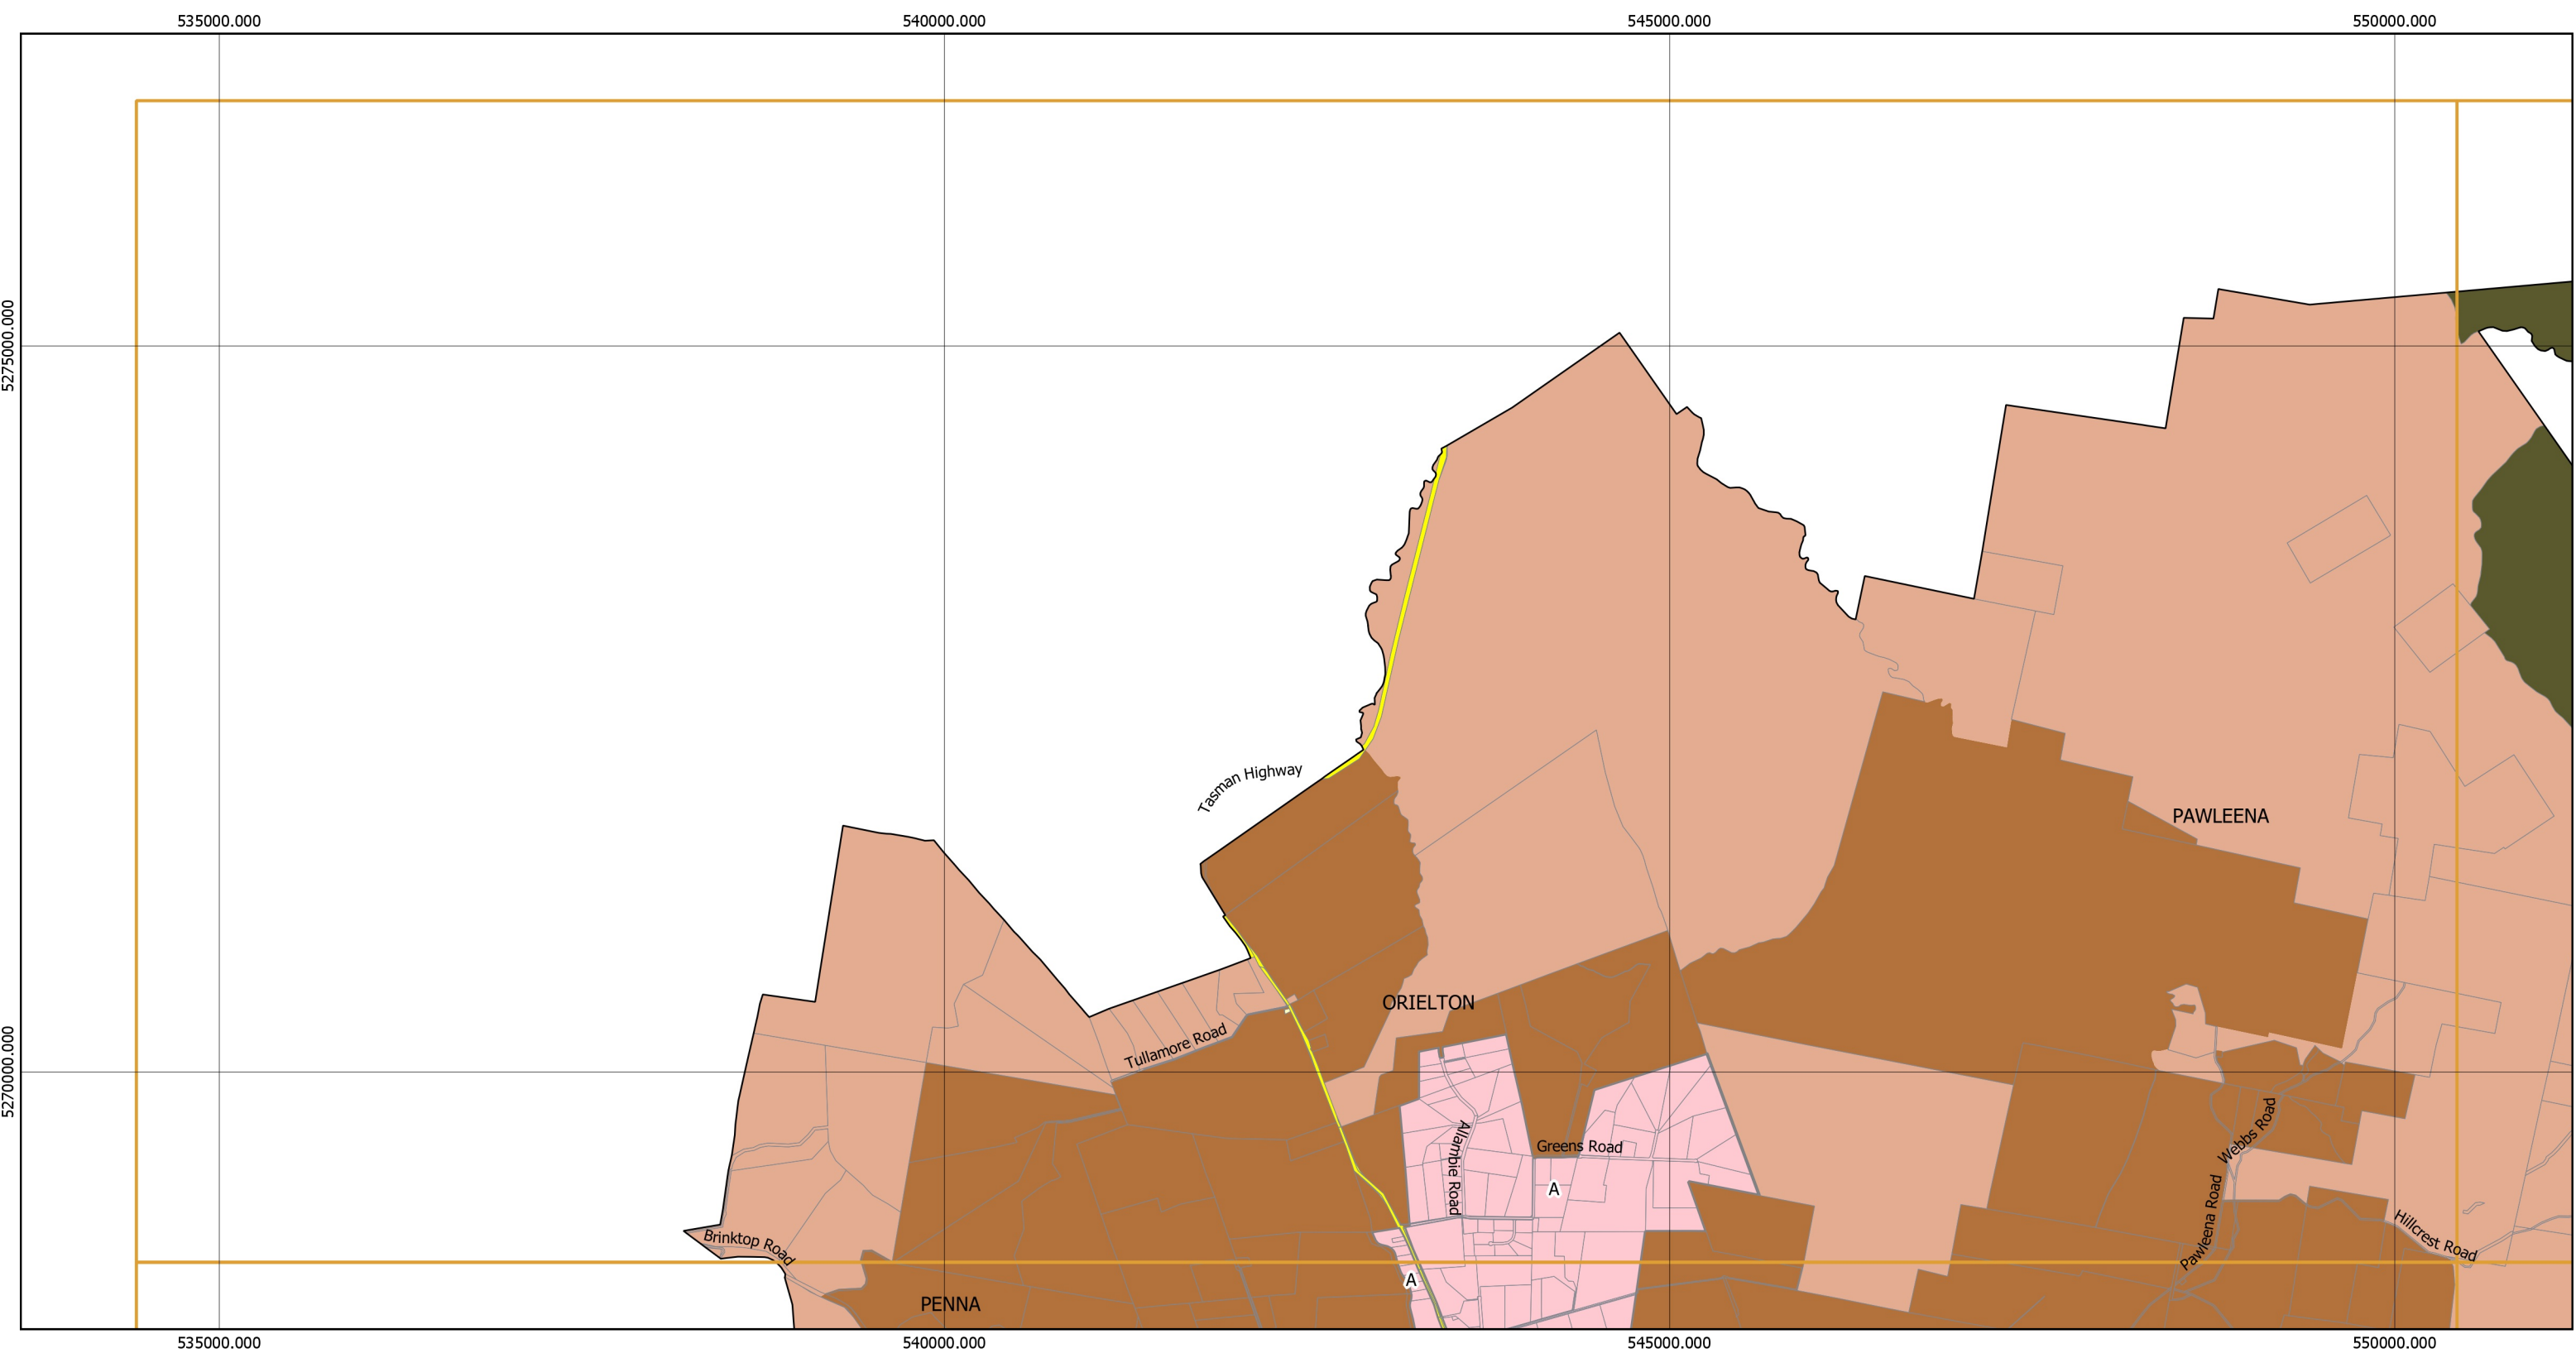 535000.000
540000.000
545000.000
550000.000
5275000.000
Tasman Highway
PAWLEENA
ORIELTON
Tullamore Road
5270000.000
Allambie Road
Greens Road
Webbs Road
A
Pawleena Road
Brinktop Road
Hillcrest Road
A
PENNA
535000.000
540000.000
545000.000
550000.000